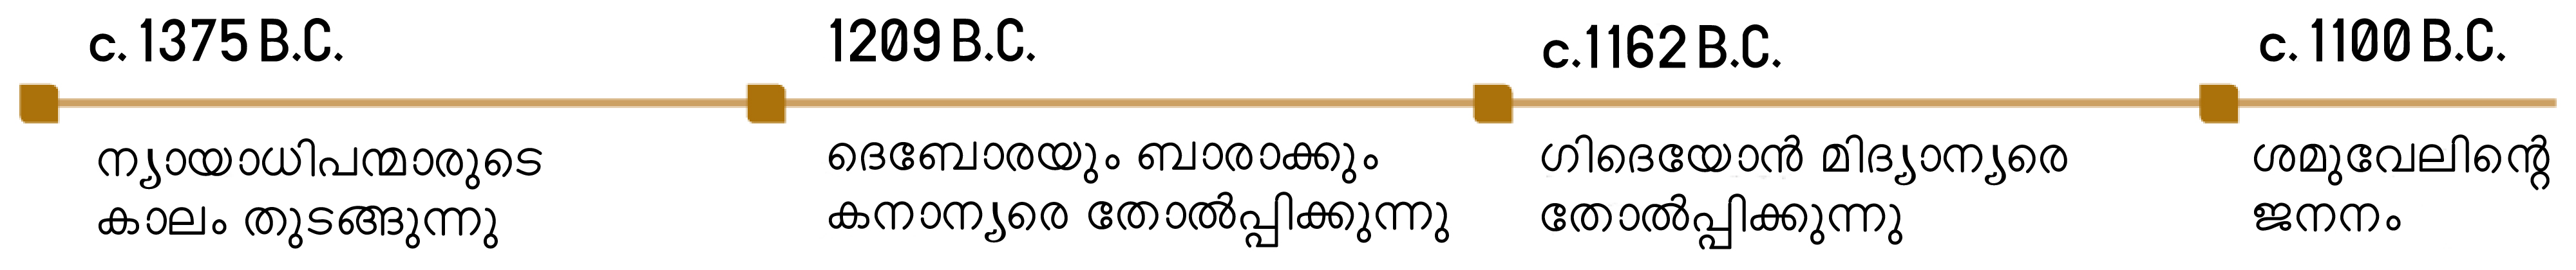 c. 1375 B.C.
ന്യായാധിപന്മാരുടെ
കാലം തുടങ്ങുന്നു
1209 B.C.
ദെബോരയും ബാരാക്കും
കനാന്യരെ തോൽപ്പിക്കുന്നു
c.1162 B.C.
ഗിദെയോൻ മിദ്യാന്യരെ
തോൽപ്പിക്കുന്നു
c. 1100 B.C.
ശമുവേലിന്റെ
ജനനം